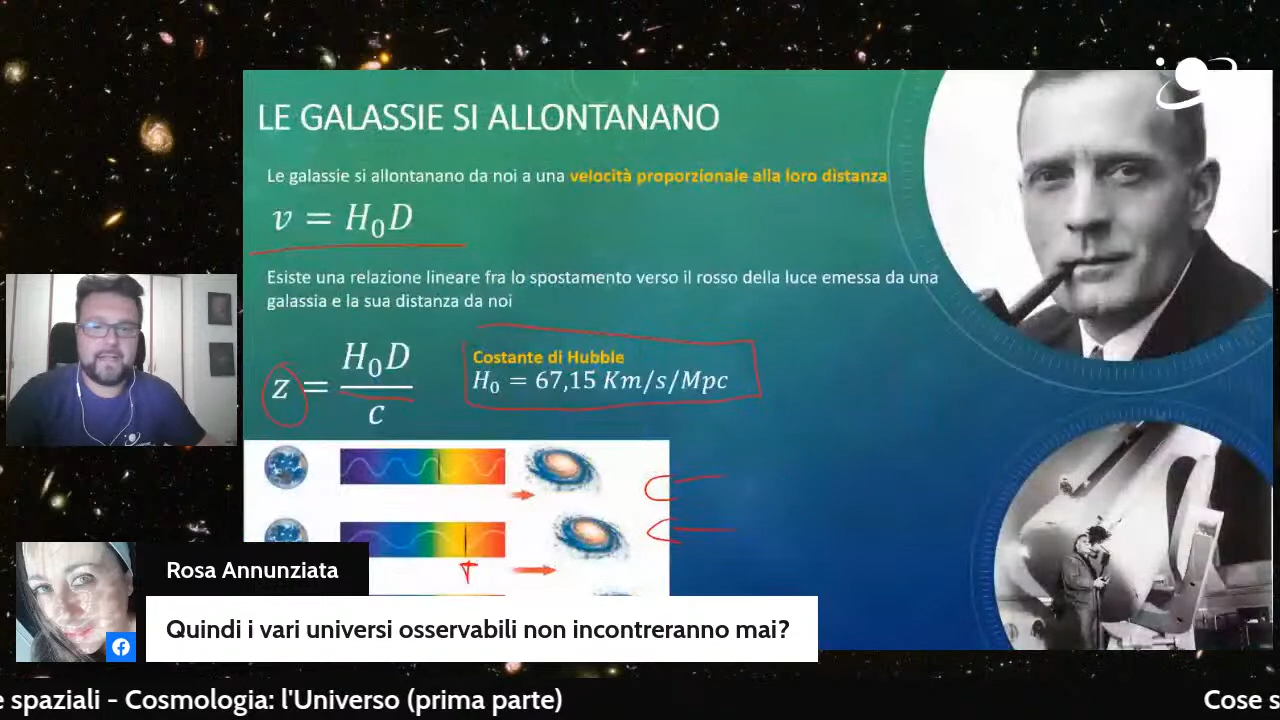 LE GALASSIE SI ALLONTANANO
Le galassie si allontanano da noi a una velocità proporzionale alla loro distanza
v = H₀D
Esiste una relazione lineare fra lo spostamento verso il rosso della luce emessa da una
galassia e la sua distanza da noi
z = H₀D / c
Costante di Hubble
H₀ = 67,15 Km/s/Mpc
Rosa Annunziata
Quindi i vari universi osservabili non incontreranno mai?
e spaziali - Cosmologia: l'Universo (prima parte)
Cose s